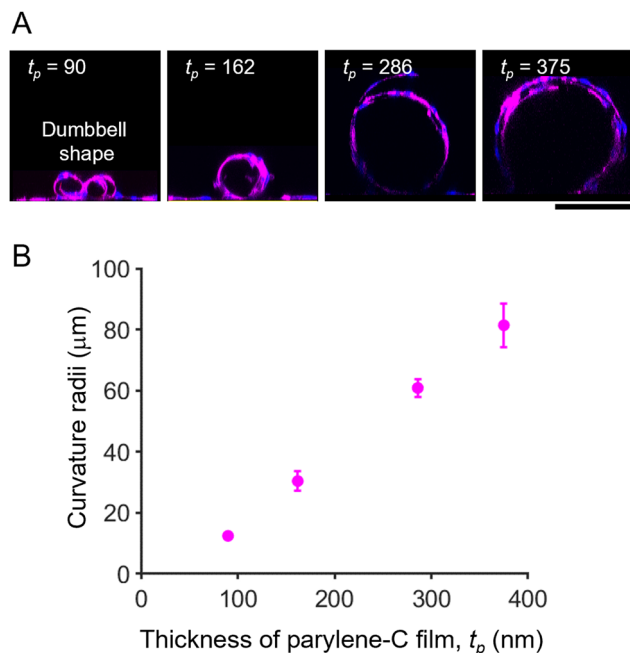 A
tp = 90
tp = 162
tp = 286
tp = 375
Dumbbell
shape
B
Curvature radii (μm)
100
80
60
40
20
0
0
100
200
300
400
Thickness of parylene-C film, tp (nm)